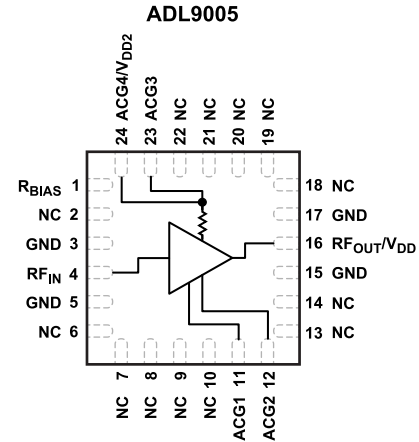 ADL9005
24 ACG4/VDD2
23 ACG3
22 NC
21 NC
20 NC
19 NC
RBIAS 1
NC 2
GND 3
RFIN 4
GND 5
NC 6
18 NC
17 GND
16 RFOUT/VDD
15 GND
14 NC
13 NC
NC 7
NC 8
NC 9
NC 10
ACG1 11
ACG2 12